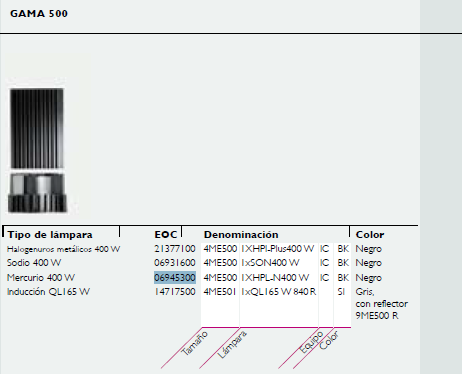 GAMA 500
Tipo de lámpara EOC Denominación Color
Halogenuros metálicos 400 W 21377100 4ME500 1XHPI-Plus400 W IC BK Negro
Sodio 400 W 06931600 4ME500 1xSON400 W IC BK Negro
Mercurio 400 W 06945300 4ME500 1XHPL-N400 W IC BK Negro
Inducción QL165 W 14717500 4ME501 1xQL165 W 840 R SI Gris,
con reflector
9ME500 R
Tamaño Lámpara Equipo Color